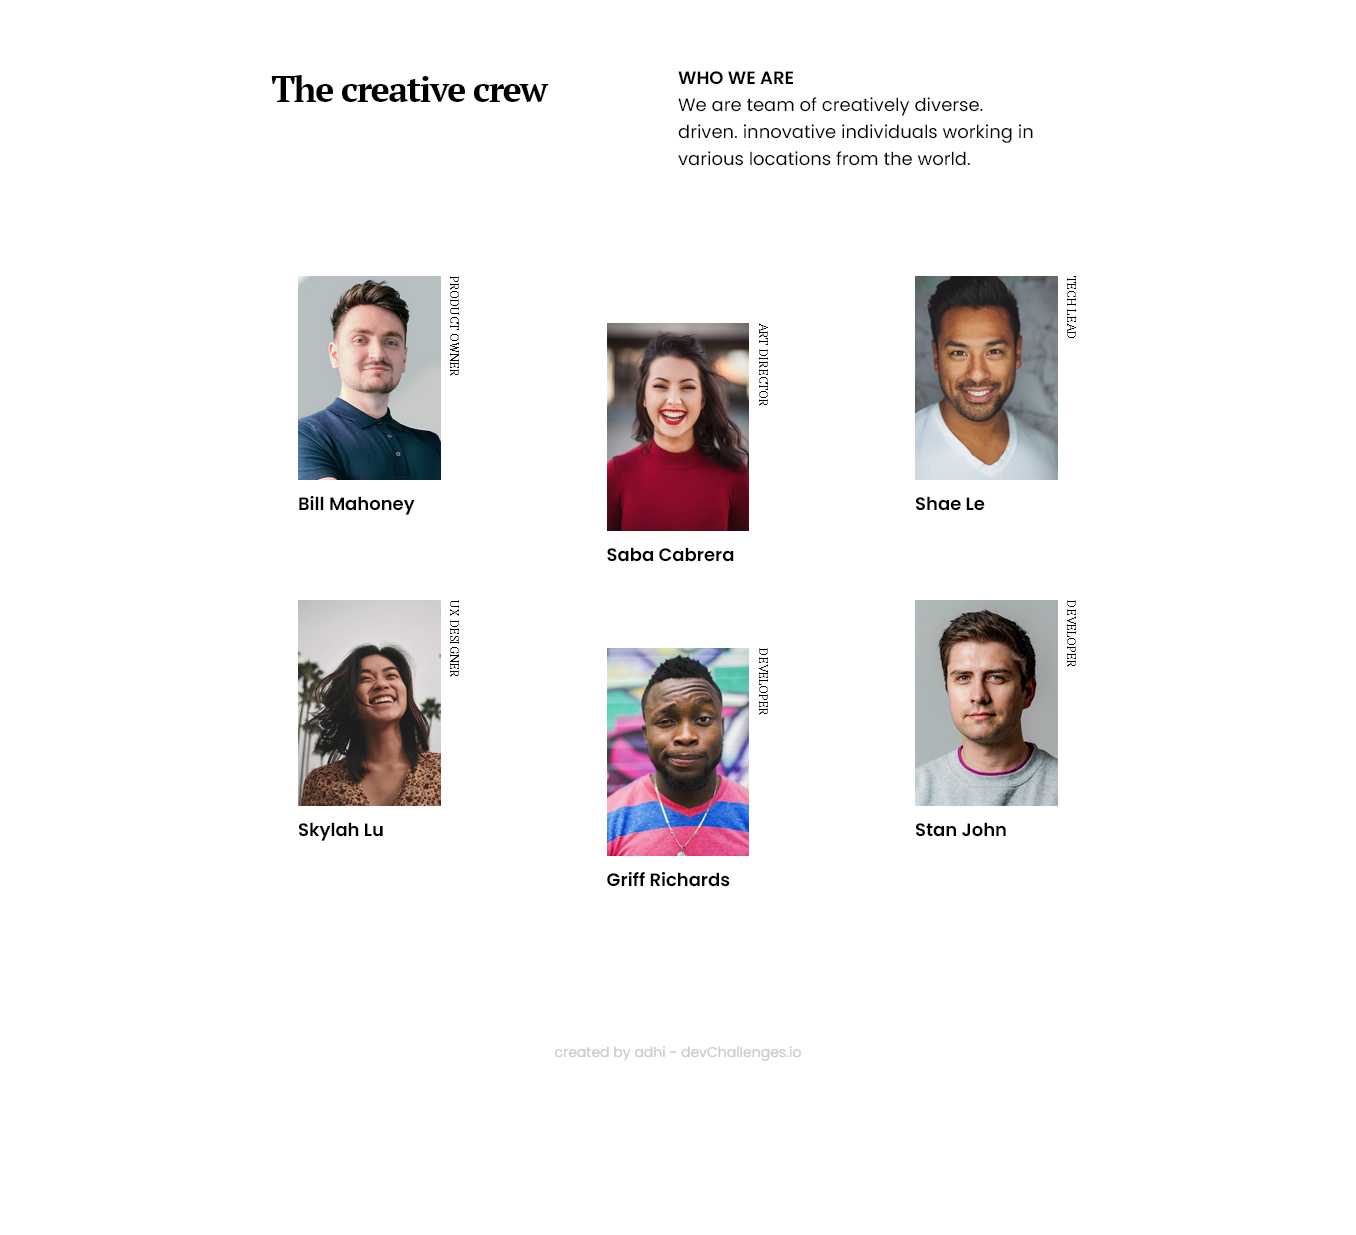 The creative crew
WHO WE ARE
We are team of creatively diverse.
driven. innovative individuals working in
various locations from the world.
PRODUCT OWNER
Bill Mahoney
ART DIRECTOR
Saba Cabrera
TECH LEAD
Shae Le
UX DESIGNER
Skylah Lu
DEVELOPER
Griff Richards
DEVELOPER
Stan John
created by adhi - devChallenges.io